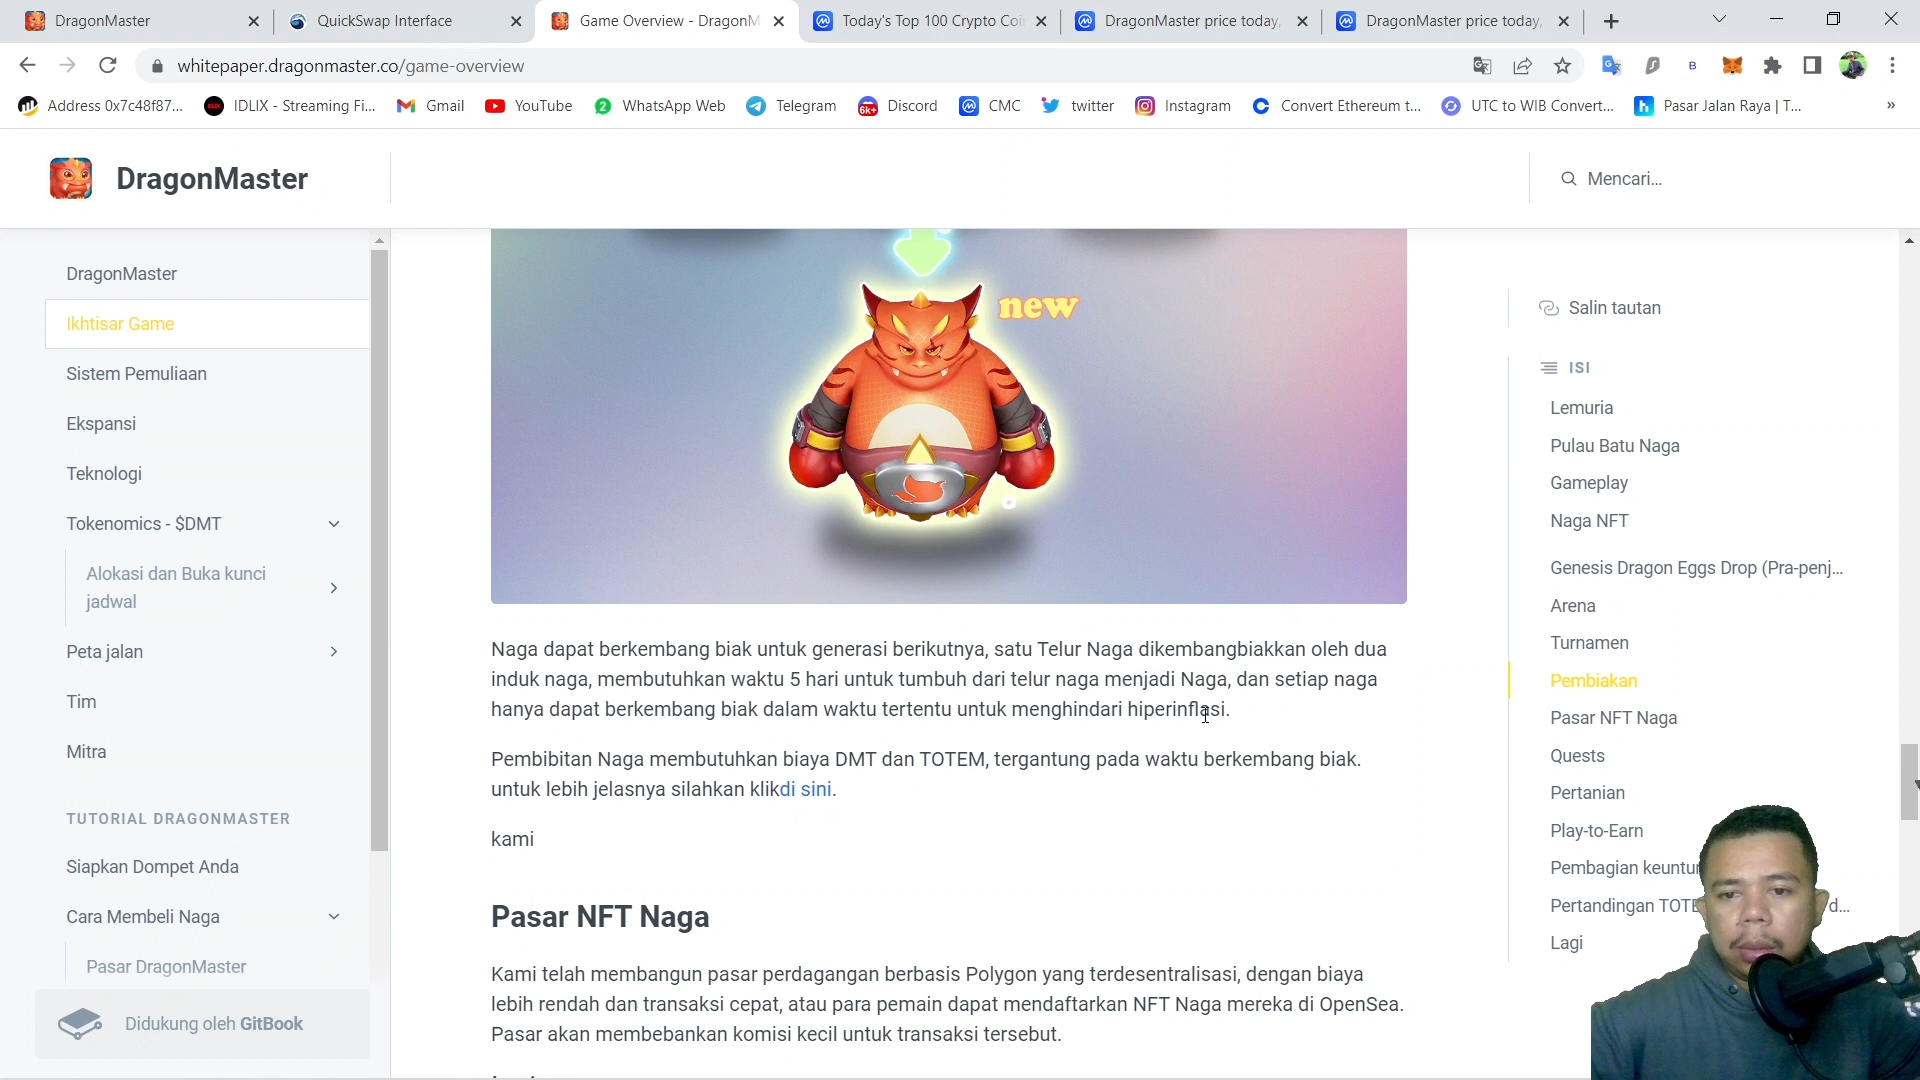 DragonMaster
QuickSwap Interface
Game Overview - DragonM
Today's Top 100 Crypto Coi
DragonMaster price today,
DragonMaster price today,
whitepaper.dragonmaster.co/game-overview
Address 0x7c48f87...
IDLIX - Streaming Fi...
Gmail
YouTube
WhatsApp Web
Telegram
Discord
CMC
twitter
Instagram
Convert Ethereum t...
UTC to WIB Convert...
Pasar Jalan Raya | T...
DragonMaster
Mencari...
DragonMaster
Ikhtisar Game
Sistem Pemuliaan
Ekspansi
Teknologi
Tokenomics - $DMT
Alokasi dan Buka kunci
jadwal
Peta jalan
Tim
Mitra
TUTORIAL DRAGONMASTER
Siapkan Dompet Anda
Cara Membeli Naga
Pasar DragonMaster
Didukung oleh GitBook
new
Naga dapat berkembang biak untuk generasi berikutnya, satu Telur Naga dikembangbiakkan oleh dua
induk naga, membutuhkan waktu 5 hari untuk tumbuh dari telur naga menjadi Naga, dan setiap naga
hanya dapat berkembang biak dalam waktu tertentu untuk menghindari hiperinflasi.
Pembibitan Naga membutuhkan biaya DMT dan TOTEM, tergantung pada waktu berkembang biak.
untuk lebih jelasnya silahkan klikdi sini.
kami
Pasar NFT Naga
Kami telah membangun pasar perdagangan berbasis Polygon yang terdesentralisasi, dengan biaya
lebih rendah dan transaksi cepat, atau para pemain dapat mendaftarkan NFT Naga mereka di OpenSea.
Pasar akan membebankan komisi kecil untuk transaksi tersebut.
Salin tautan
ISI
Lemuria
Pulau Batu Naga
Gameplay
Naga NFT
Genesis Dragon Eggs Drop (Pra-penj...
Arena
Turnamen
Pembiakan
Pasar NFT Naga
Quests
Pertanian
Play-to-Earn
Pembagian keuntun
Pertandingan TOTE d...
Lagi